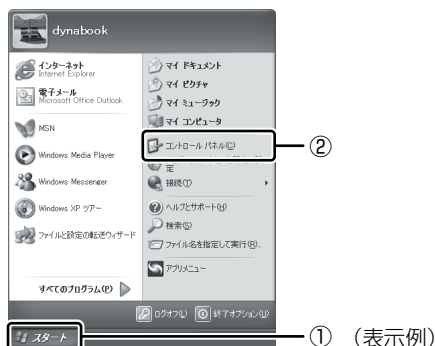 dynabook
インターネット
Internet Explorer
電子メール
Microsoft Office Outlook
MSN
Windows Media Player
Windows Messenger
Windows XP ツアー
ファイルと設定の転送ウィザード
すべてのプログラム(P)
マイ ドキュメント
マイ ピクチャ
マイ ミュージック
マイ コンピュータ
コントロール パネル(C)
②
定
接続(T)
ヘルプとサポート(H)
検索(S)
ファイル名を指定して実行(R)...
アプリメニュー
ログオフ(L)
終了オプション(U)
スタート
① (表示例)